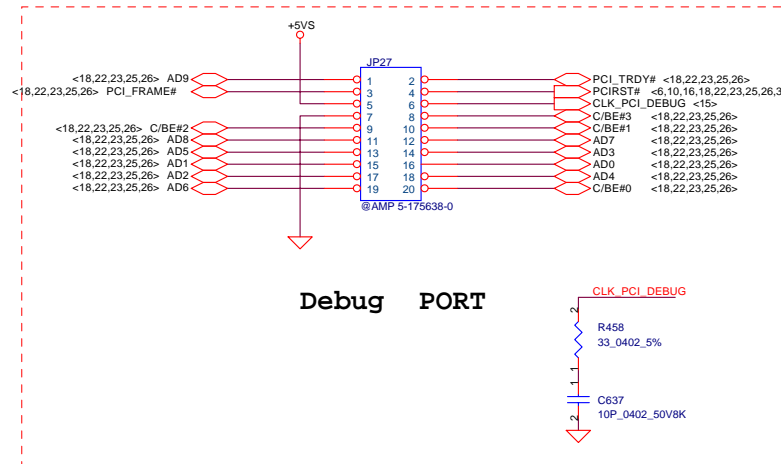 +5VS
JP27
<18,22,23,25,26> AD9 1 2 PCI_TRDY# <18,22,23,25,26>
<18,22,23,25,26> PCI_FRAME# 3 4 PCIRST# <6,10,16,18,22,23,25,26,3
5 6 CLK_PCI_DEBUG <15>
7 8 C/BE#3 <18,22,23,25,26>
<18,22,23,25,26> C/BE#2 9 10 C/BE#1 <18,22,23,25,26>
<18,22,23,25,26> AD8 11 12 AD7 <18,22,23,25,26>
<18,22,23,25,26> AD5 13 14 AD3 <18,22,23,25,26>
<18,22,23,25,26> AD1 15 16 AD0 <18,22,23,25,26>
<18,22,23,25,26> AD2 17 18 AD4 <18,22,23,25,26>
<18,22,23,25,26> AD6 19 20 C/BE#0 <18,22,23,25,26>
@AMP 5-175638-0
Debug PORT
CLK_PCI_DEBUG
2
R458
33_0402_5%
1
1
C637
10P_0402_50V8K
2